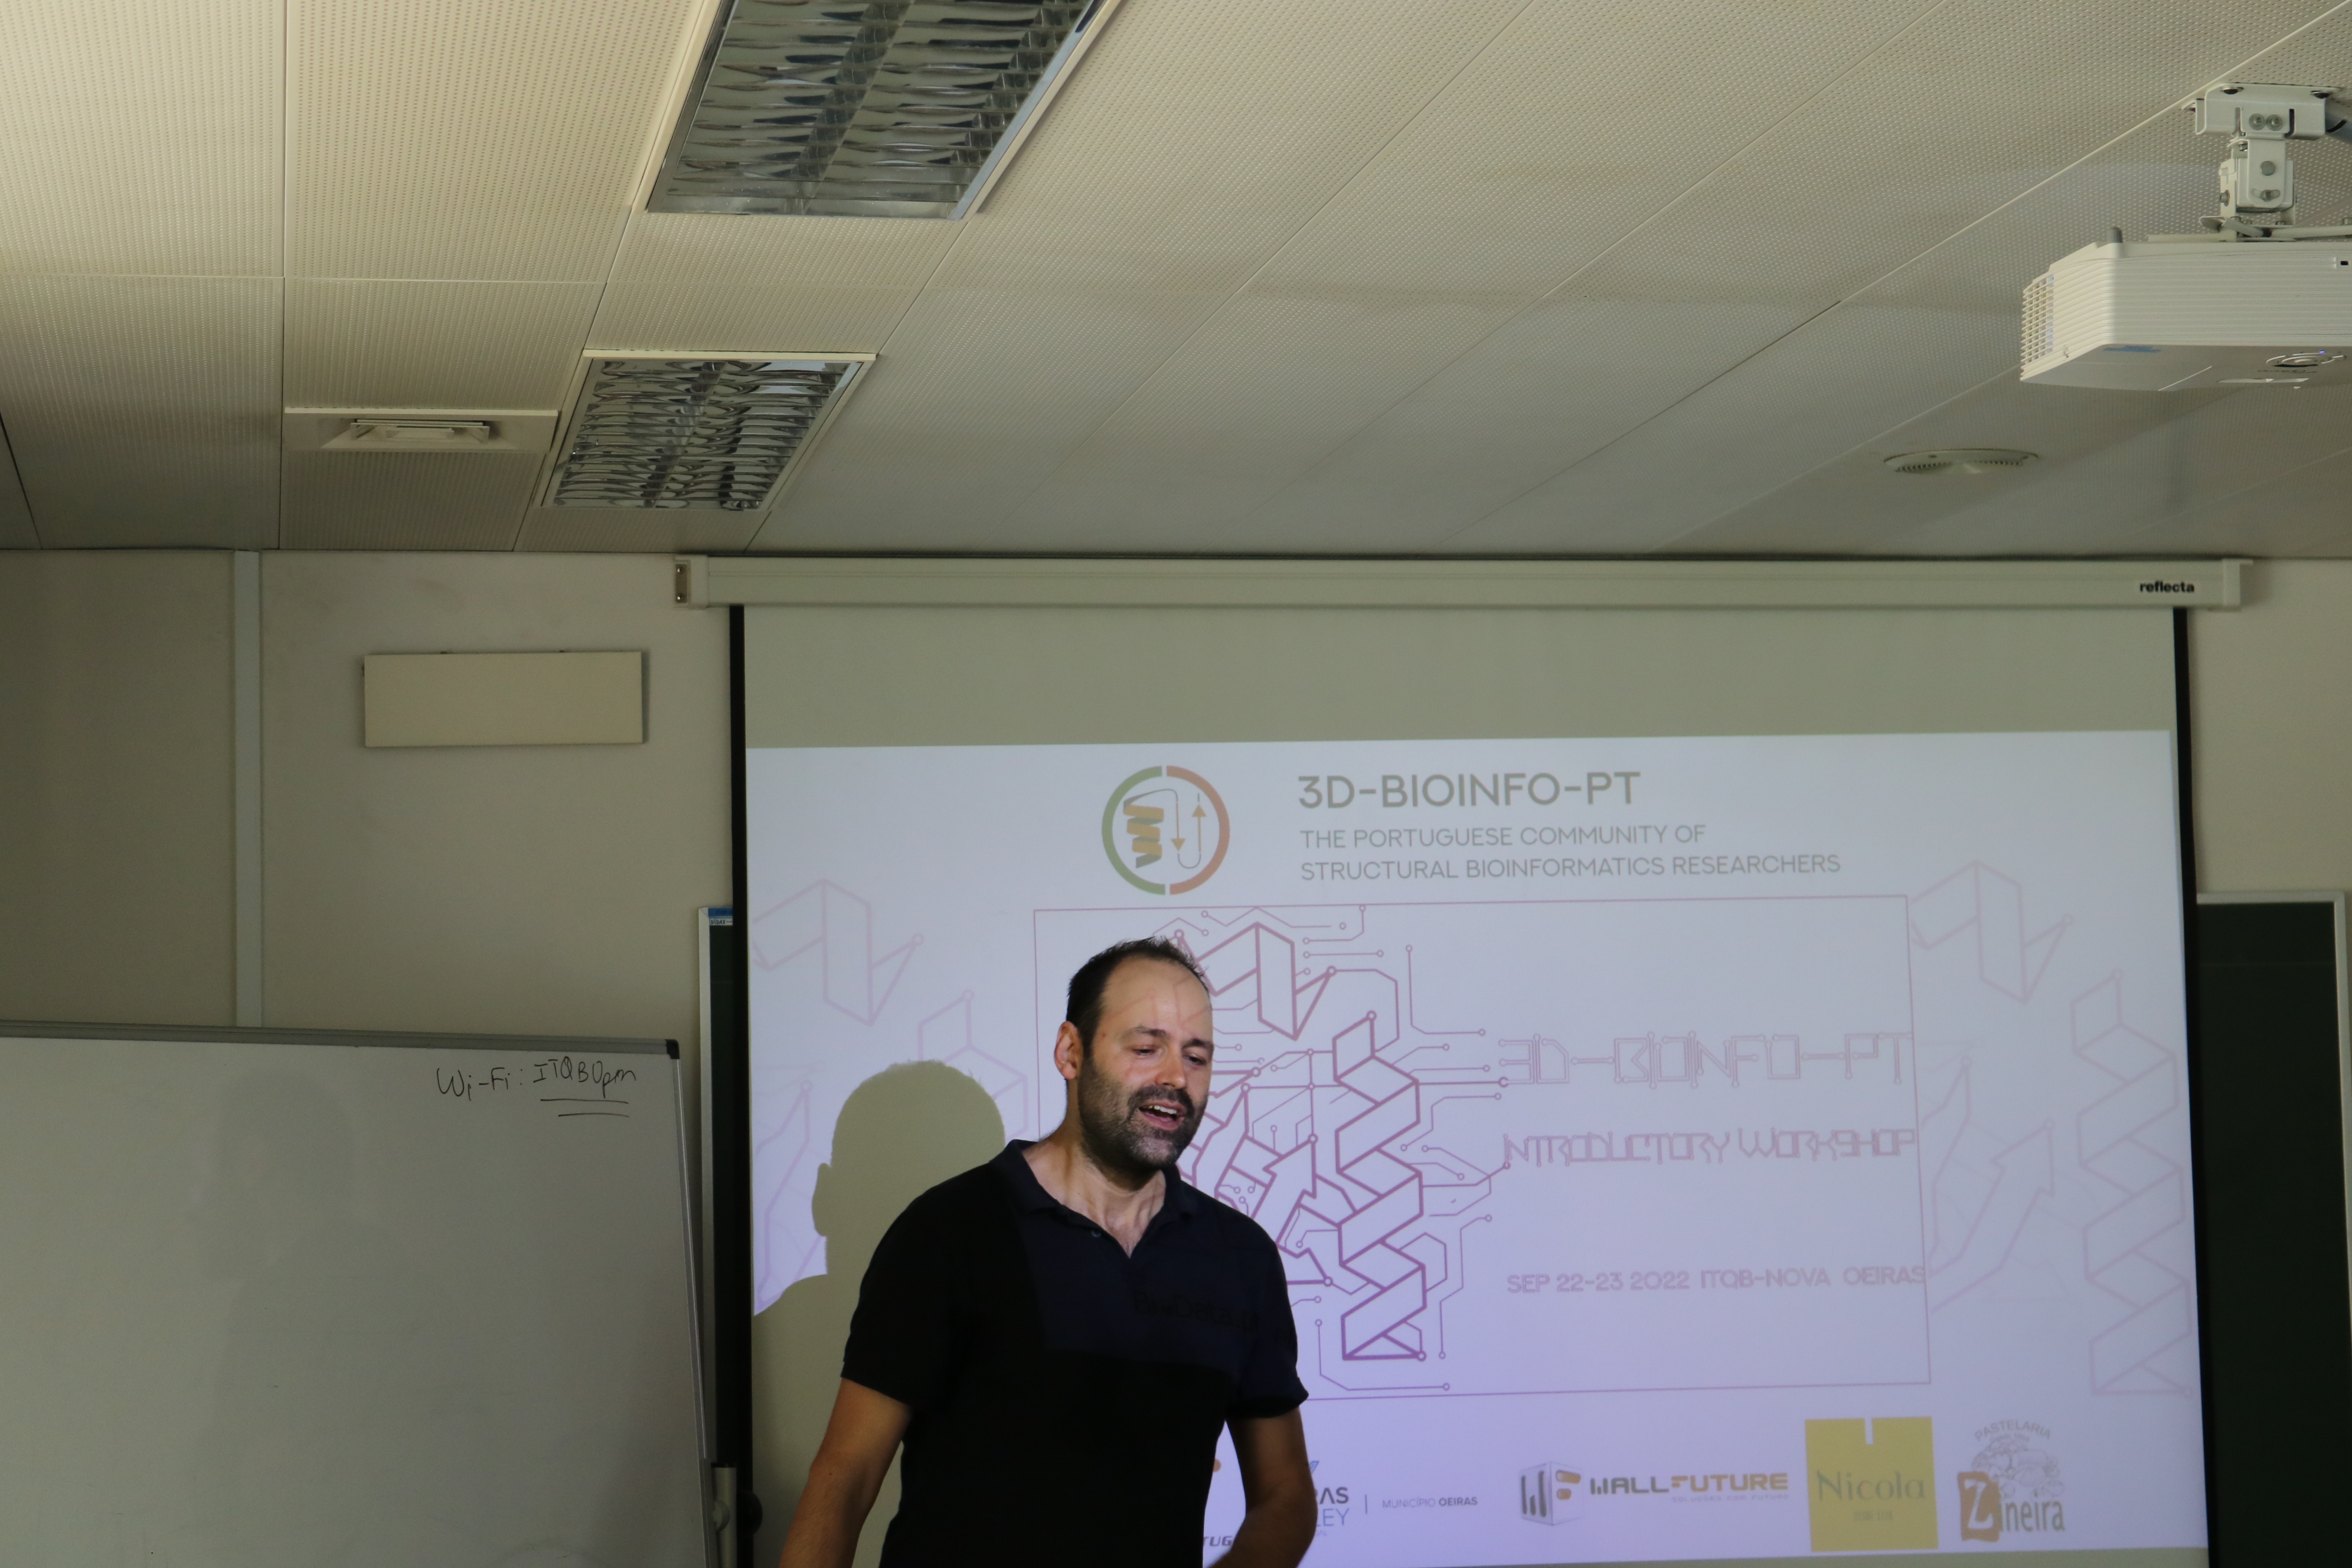 reflecta
3D-BIOINFO-PT
THE PORTUGUESE COMMUNITY OF
STRUCTURAL BIOINFORMATICS RESEARCHERS
Wi-Fi: ITQBOpen
3D-BIOINFO-PT
INTRODUCTORY WORKSHOP
SEP 22-23 2022 ITQB-NOVA OEIRAS
MUNICÍPIO OEIRAS
WALLFUTURE
Nicola
PASTELARIA
Zineira